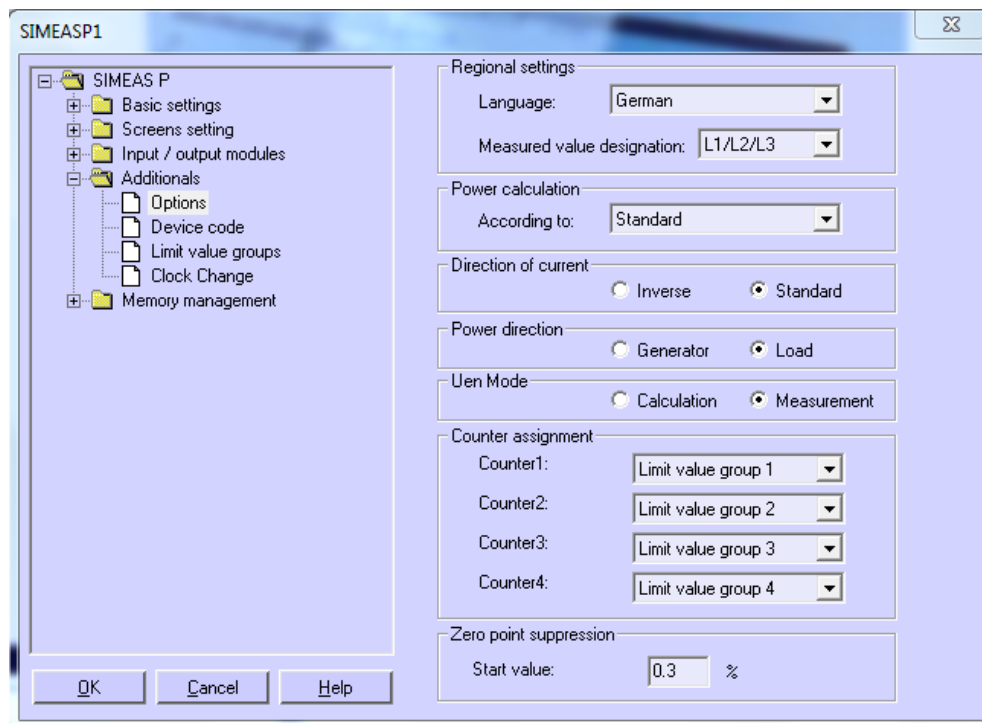 SIMEASP1
SIMEAS P
Basic settings
Screens setting
Input / output modules
Additionals
Options
Device code
Limit value groups
Clock Change
Memory management
OK Cancel Help
Regional settings
Language: German
Measured value designation: L1/L2/L3
Power calculation
According to: Standard
Direction of current
Inverse Standard
Power direction
Generator Load
Uen Mode
Calculation Measurement
Counter assignment
Counter1: Limit value group 1
Counter2: Limit value group 2
Counter3: Limit value group 3
Counter4: Limit value group 4
Zero point suppression
Start value: 0.3 %